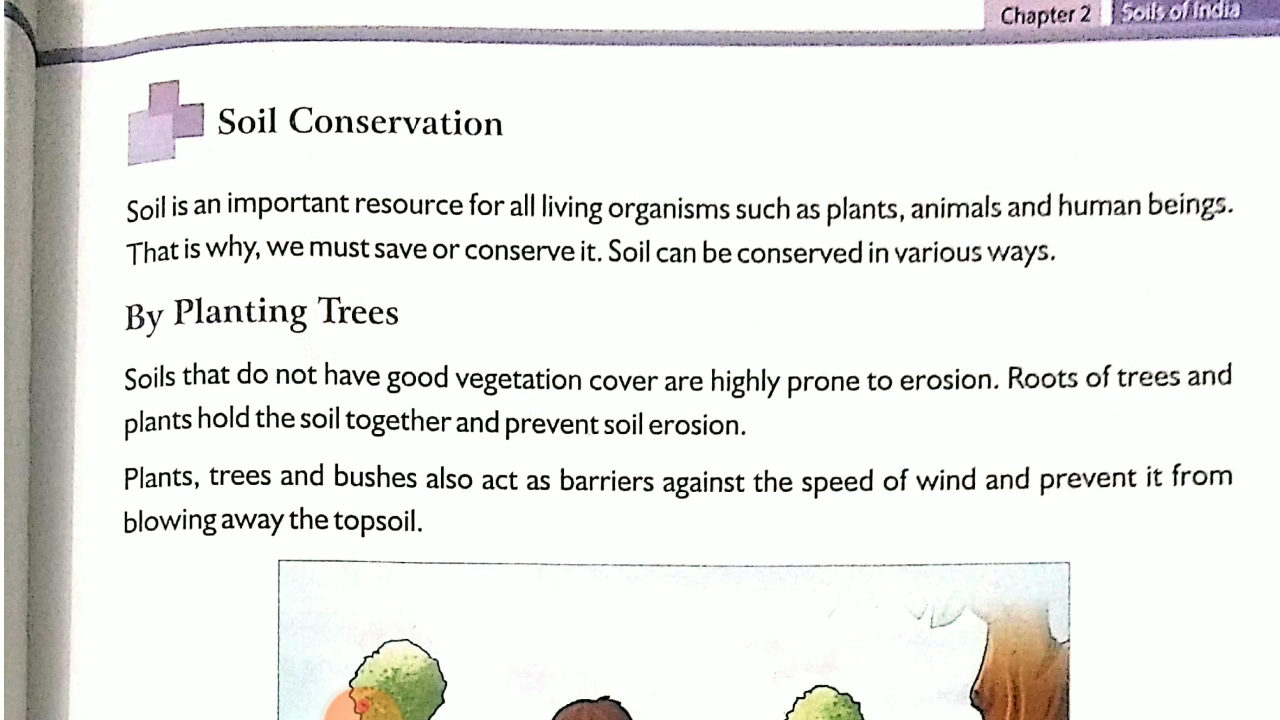 Chapter 2 Soils of India
Soil Conservation
Soil is an important resource for all living organisms such as plants, animals and human beings.
That is why, we must save or conserve it. Soil can be conserved in various ways.
By Planting Trees
Soils that do not have good vegetation cover are highly prone to erosion. Roots of trees and
plants hold the soil together and prevent soil erosion.
Plants, trees and bushes also act as barriers against the speed of wind and prevent it from
blowing away the topsoil.